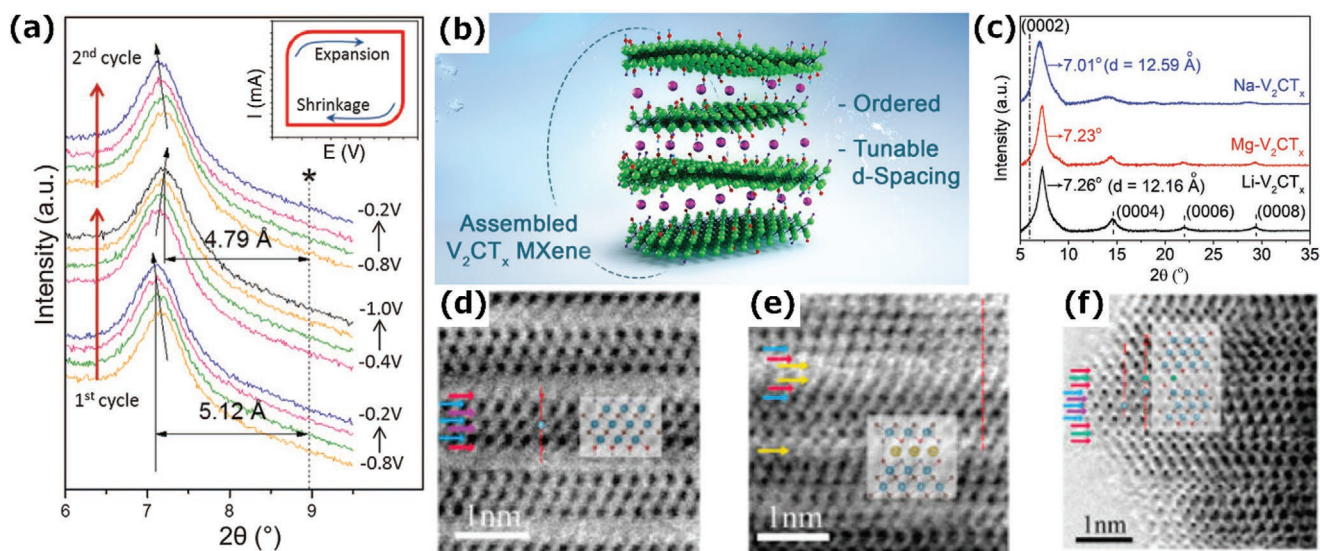 (a)
2nd cycle
1st cycle
Intensity (a.u.)
I (mA)
Expansion
Shrinkage
E (V)
*
4.79 Å
5.12 Å
-0.2V
-0.8V
-1.0V
-0.4V
-0.2V
-0.8V
6 7 8 9
2θ (°)
(b)
- Ordered
- Tunable
d-Spacing
Assembled
V₂CTₓ MXene
(c)
(0002)
Intensity (a.u.)
7.01° (d = 12.59 Å)
Na-V₂CTₓ
7.23°
Mg-V₂CTₓ
7.26° (d = 12.16 Å)
Li-V₂CTₓ
(0004) (0006) (0008)
5 10 15 20 25 30 35
2θ (°)
(d)
1nm
(e)
1nm
(f)
1nm